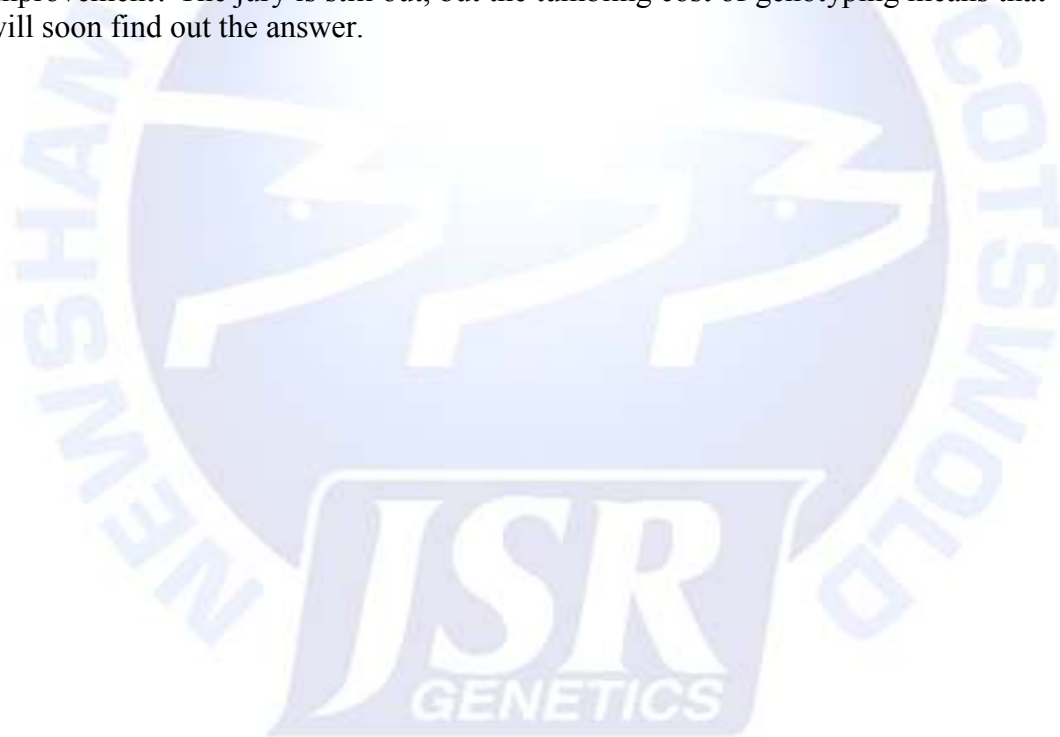 improvement? The jury is still out, but the tumbling cost of genotyping means that
will soon find out the answer.
NEWSHAM
COTSWOLD
JSR
GENETICS